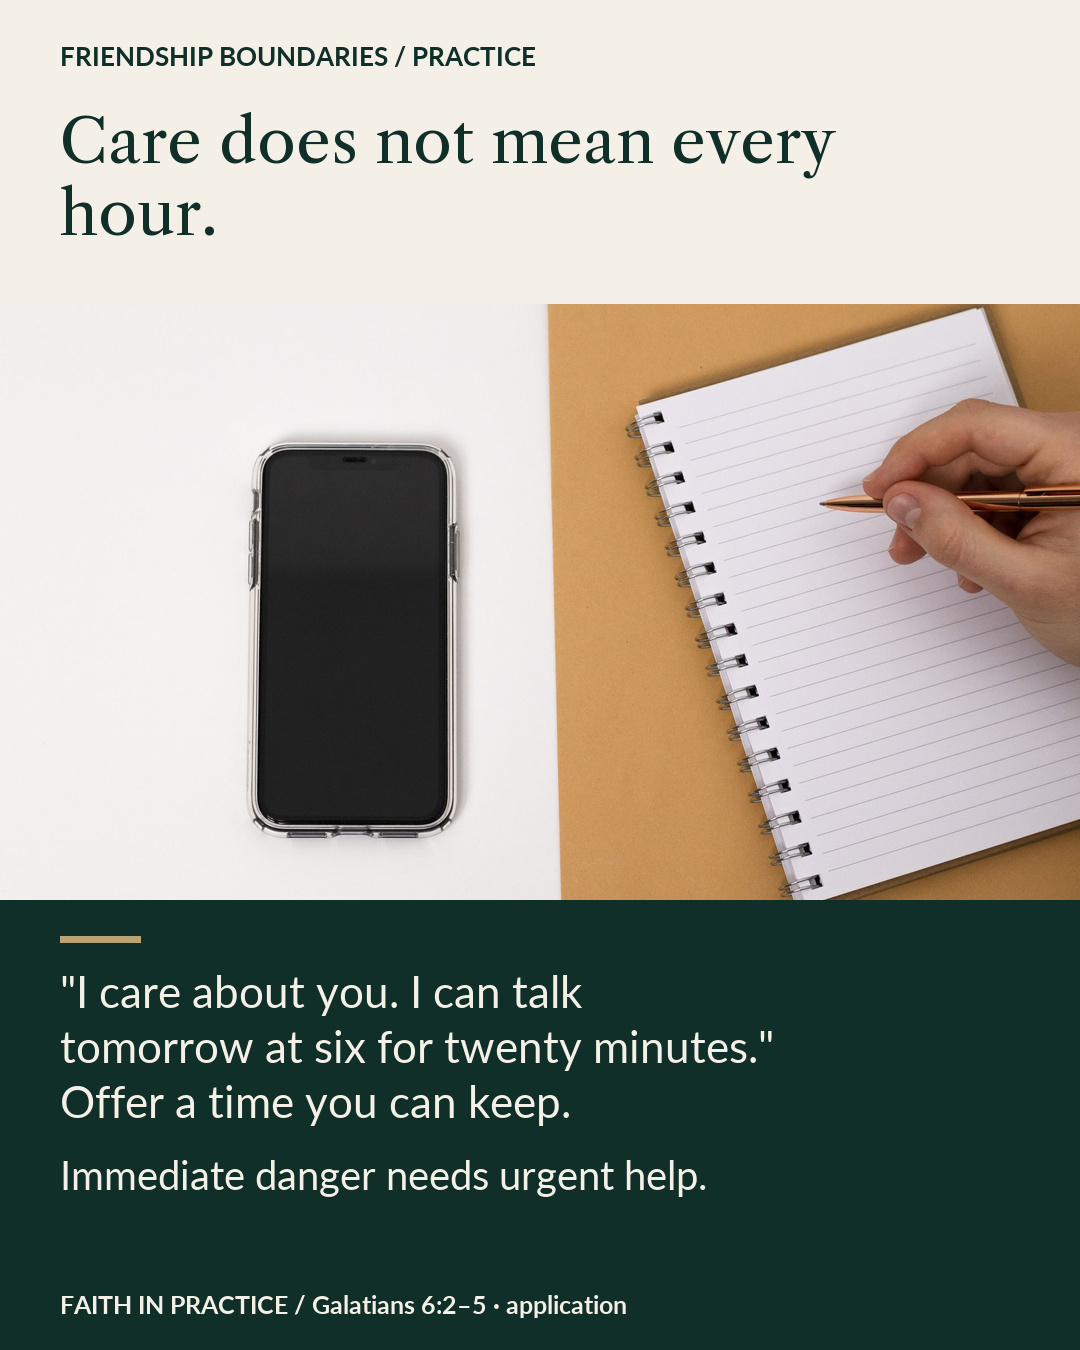 FRIENDSHIP BOUNDARIES / PRACTICE
Care does not mean every
hour.
"I care about you. I can talk
tomorrow at six for twenty minutes."
Offer a time you can keep.
Immediate danger needs urgent help.
FAITH IN PRACTICE / Galatians 6:2–5 · application